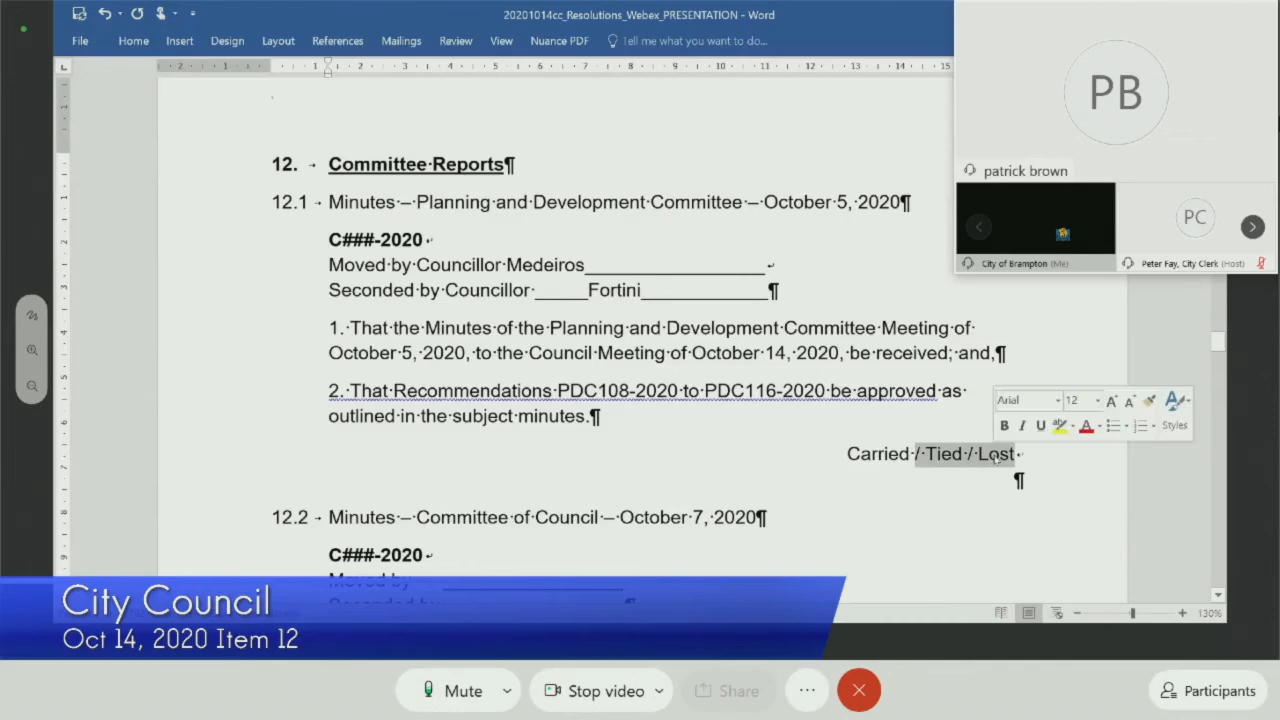 20201014cc_Resolutions_Webex_PRESENTATION - Word
File Home Insert Design Layout References Mailings Review View Nuance PDF Tell me what you want to do...
PB
patrick brown
PC
City of Brampton (Me)
Peter Fay, City Clerk (Host)
12. Committee Reports¶
12.1 Minutes – Planning and Development Committee – October 5, 2020¶
C###-2020
Moved by Councillor Medeiros_________________
Seconded by Councillor _____Fortini____________¶
1. That the Minutes of the Planning and Development Committee Meeting of
October 5, 2020, to the Council Meeting of October 14, 2020, be received; and,¶
2. That Recommendations PDC108-2020 to PDC116-2020 be approved as
outlined in the subject minutes.¶
Arial 12
B I U Styles
Carried / Tied / Lost
¶
12.2 Minutes – Committee of Council – October 7, 2020¶
C###-2020
Moved by _________________
130%
City Council
Oct 14, 2020 Item 12
Mute Stop video Share Participants